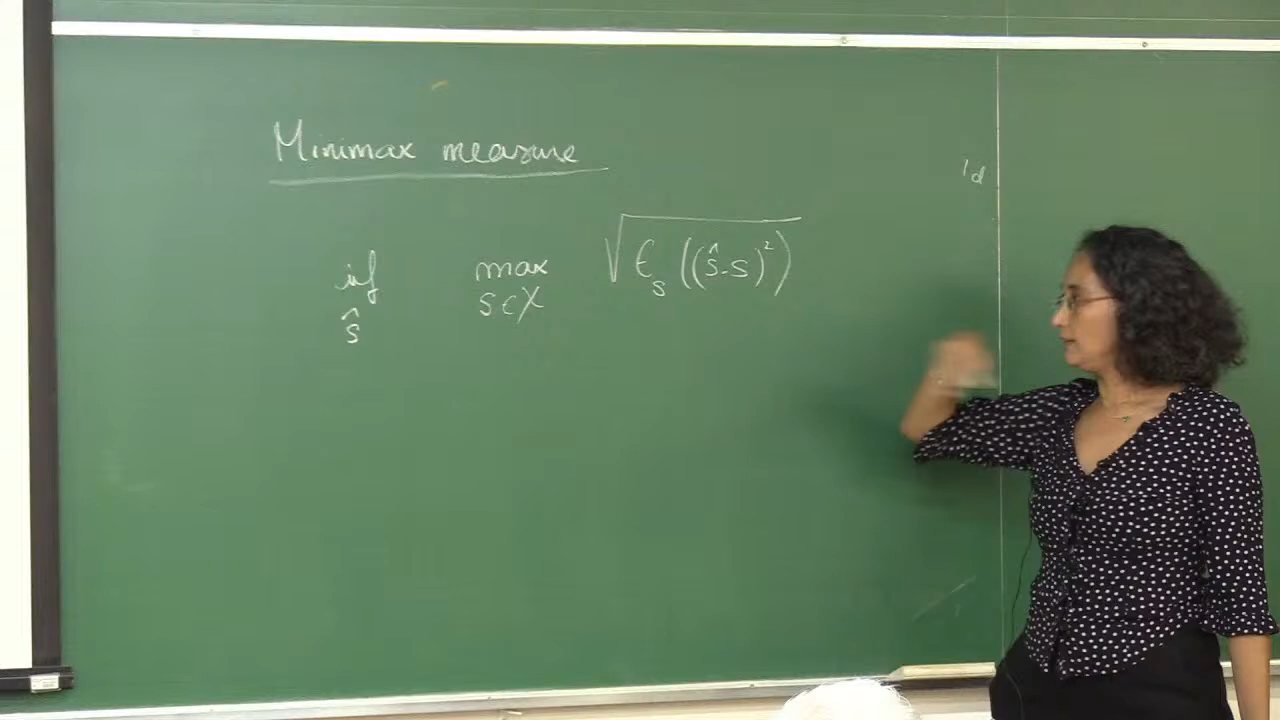 Minimax measure
inf max √E_s((ŝ-s)²)
ŝ s∈χ